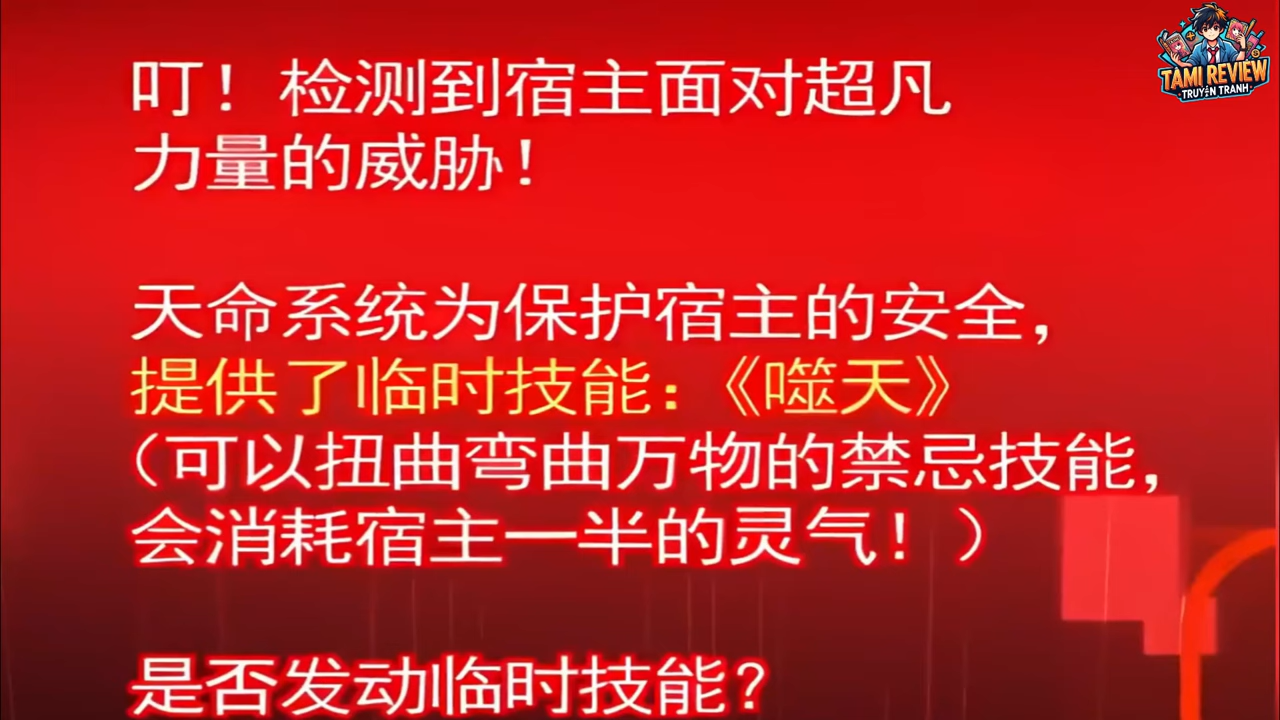 叮！检测到宿主面对超凡
力量的威胁！
天命系统为保护宿主的安全，
提供了临时技能：《噬天》
（可以扭曲弯曲万物的禁忌技能，
会消耗宿主一半的灵气！）
是否发动临时技能？
TAMI REVIEW
TRUYỆN TRANH